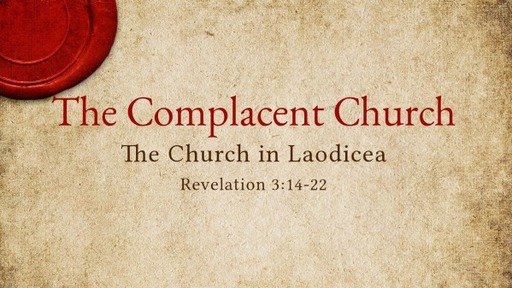 The Complacent Church
The Church in Laodicea
Revelation 3:14-22